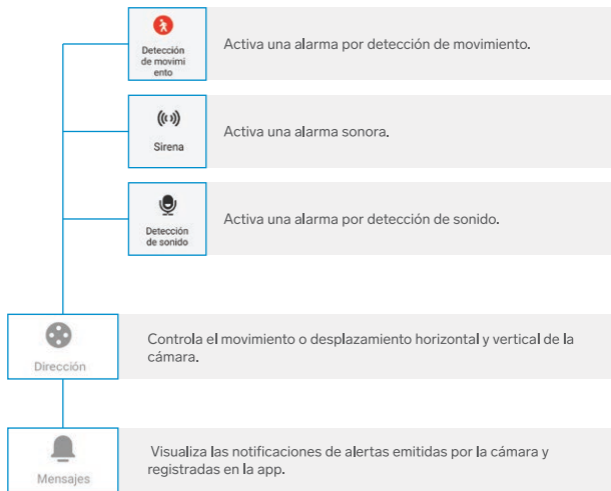 Detección
de movimi
ento
Activa una alarma por detección de movimiento.
Sirena
Activa una alarma sonora.
Detección
de sonido
Activa una alarma por detección de sonido.
Dirección
Controla el movimiento o desplazamiento horizontal y vertical de la
cámara.
Mensajes
Visualiza las notificaciones de alertas emitidas por la cámara y
registradas en la app.